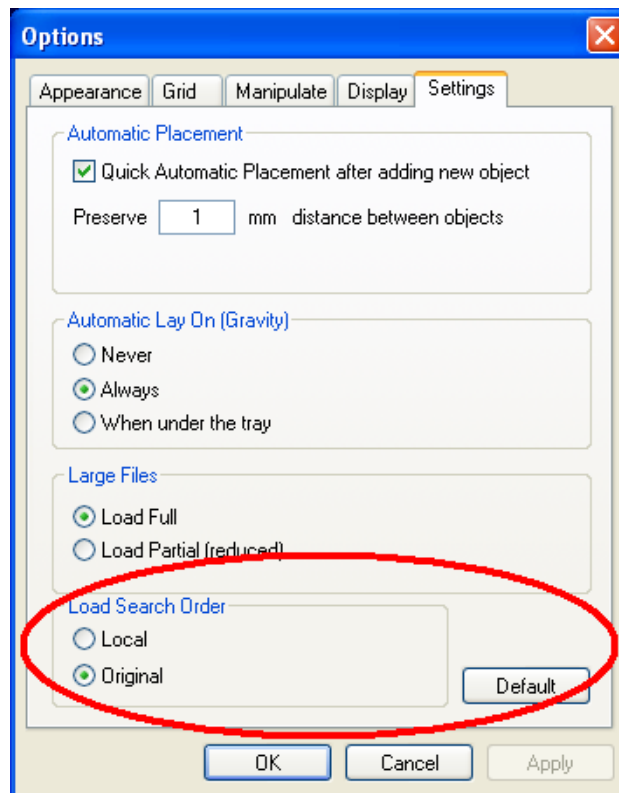 Options
Appearance Grid Manipulate Display Settings
Automatic Placement
Quick Automatic Placement after adding new object
Preserve 1 mm distance between objects
Automatic Lay On (Gravity)
Never
Always
When under the tray
Large Files
Load Full
Load Partial (reduced)
Load Search Order
Local
Original
Default
OK Cancel Apply